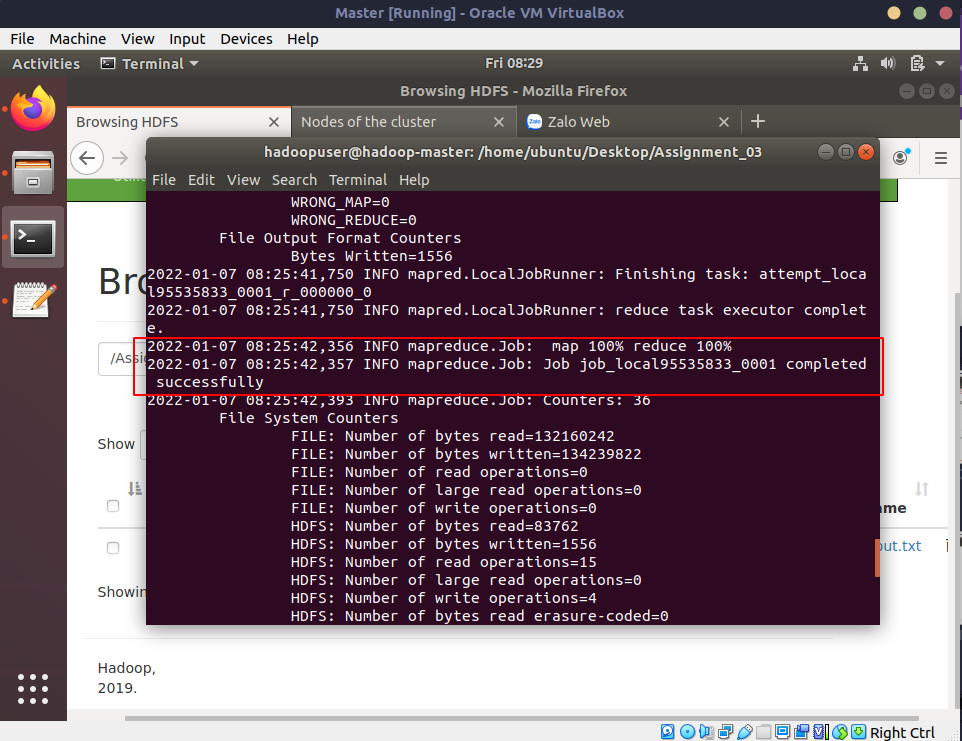 Master [Running] - Oracle VM VirtualBox
File Machine View Input Devices Help
Activities Terminal Fri 08:29
Browsing HDFS - Mozilla Firefox
Browsing HDFS Nodes of the cluster Zalo Web
hadoopuser@hadoop-master: /home/ubuntu/Desktop/Assignment_03
File Edit View Search Terminal Help
WRONG_MAP=0
WRONG_REDUCE=0
File Output Format Counters
Bytes Written=1556
2022-01-07 08:25:41,750 INFO mapred.LocalJobRunner: Finishing task: attempt_loca
l95535833_0001_r_000000_0
2022-01-07 08:25:41,750 INFO mapred.LocalJobRunner: reduce task executor complet
e.
2022-01-07 08:25:42,356 INFO mapreduce.Job:  map 100% reduce 100%
2022-01-07 08:25:42,357 INFO mapreduce.Job: Job job_local95535833_0001 completed
successfully
2022-01-07 08:25:42,393 INFO mapreduce.Job: Counters: 36
File System Counters
FILE: Number of bytes read=132160242
FILE: Number of bytes written=134239822
FILE: Number of read operations=0
FILE: Number of large read operations=0
FILE: Number of write operations=0
HDFS: Number of bytes read=83762
HDFS: Number of bytes written=1556
HDFS: Number of read operations=15
HDFS: Number of large read operations=0
HDFS: Number of write operations=4
HDFS: Number of bytes read erasure-coded=0
Bro
/Assi
Show
ame
out.txt
Showin
Hadoop,
2019.
Right Ctrl